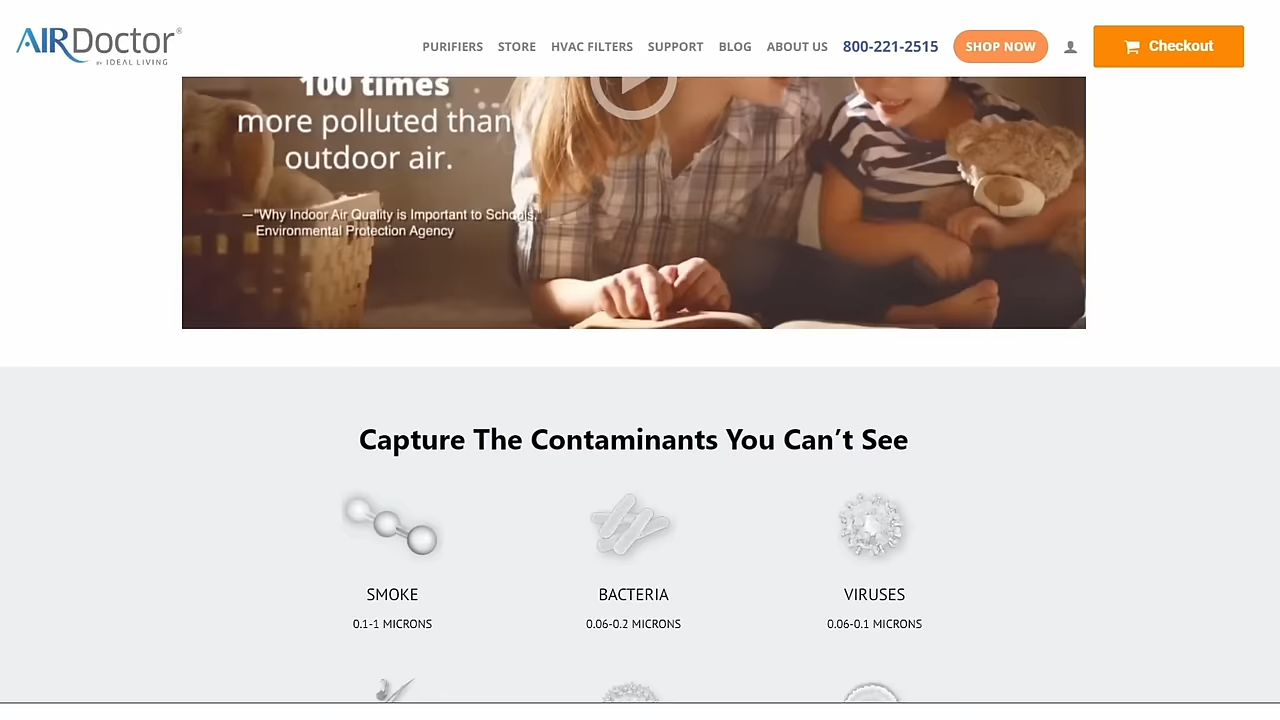 AIRDoctor®
BY IDEAL LIVING
PURIFIERS STORE HVAC FILTERS SUPPORT BLOG ABOUT US 800-221-2515 SHOP NOW Checkout
100 times
more polluted than
outdoor air.
—"Why Indoor Air Quality is Important to Schools,"
Environmental Protection Agency
Capture The Contaminants You Can't See
SMOKE BACTERIA VIRUSES
0.1-1 MICRONS 0.06-0.2 MICRONS 0.06-0.1 MICRONS